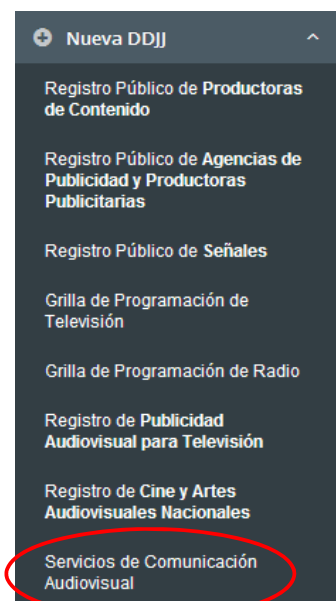 Nueva DDJJ
Registro Público de Productoras
de Contenido
Registro Público de Agencias de
Publicidad y Productoras
Publicitarias
Registro Público de Señales
Grilla de Programación de
Televisión
Grilla de Programación de Radio
Registro de Publicidad
Audiovisual para Televisión
Registro de Cine y Artes
Audiovisuales Nacionales
Servicios de Comunicación
Audiovisual